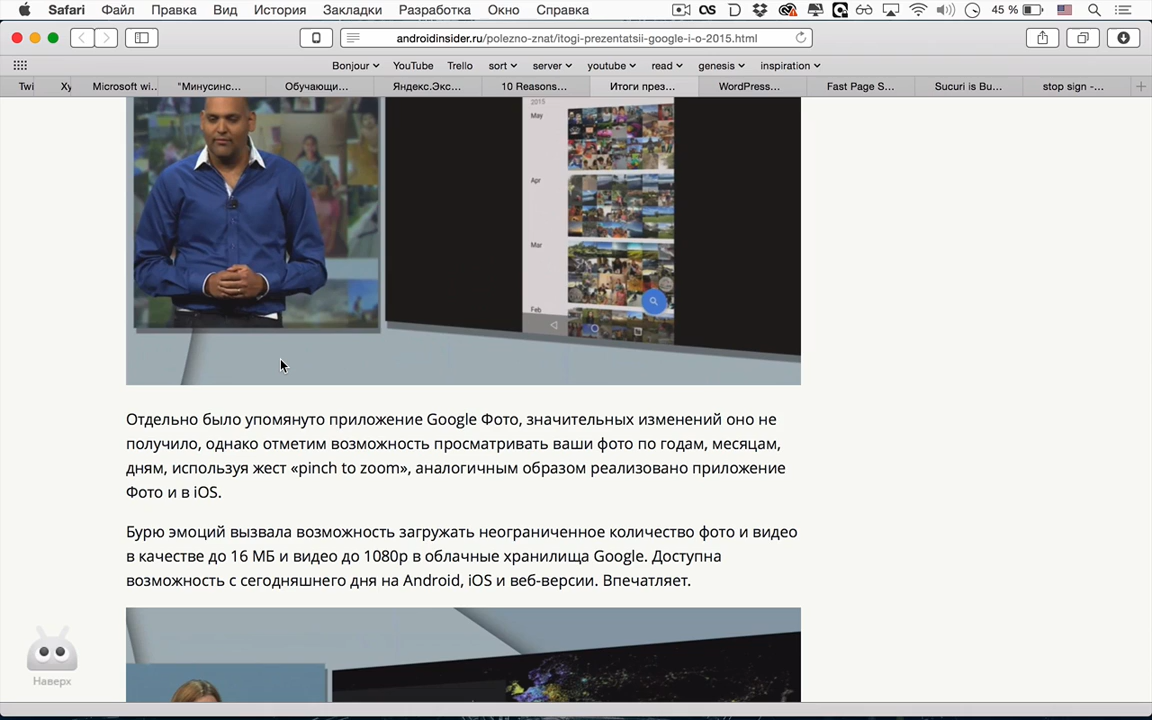 Safari Файл Правка Вид История Закладки Разработка Окно Справка 45 %
androidinsider.ru/polezno-znat/itogi-prezentatsii-google-i-o-2015.html
Bonjour YouTube Trello sort server youtube read genesis inspiration
Twi Ху Microsoft wi... "Минусинс... Обучающи... Яндекс.Экс... 10 Reasons... Итоги през... WordPress... Fast Page S... Sucuri is Bu... stop sign -...
2015
May
Apr
Mar
Feb
Отдельно было упомянуто приложение Google Фото, значительных изменений оно не
получило, однако отметим возможность просматривать ваши фото по годам, месяцам,
дням, используя жест «pinch to zoom», аналогичным образом реализовано приложение
Фото и в iOS.
Бурю эмоций вызвала возможность загружать неограниченное количество фото и видео
в качестве до 16 МБ и видео до 1080p в облачные хранилища Google. Доступна
возможность с сегодняшнего дня на Android, iOS и веб-версии. Впечатляет.
Наверх